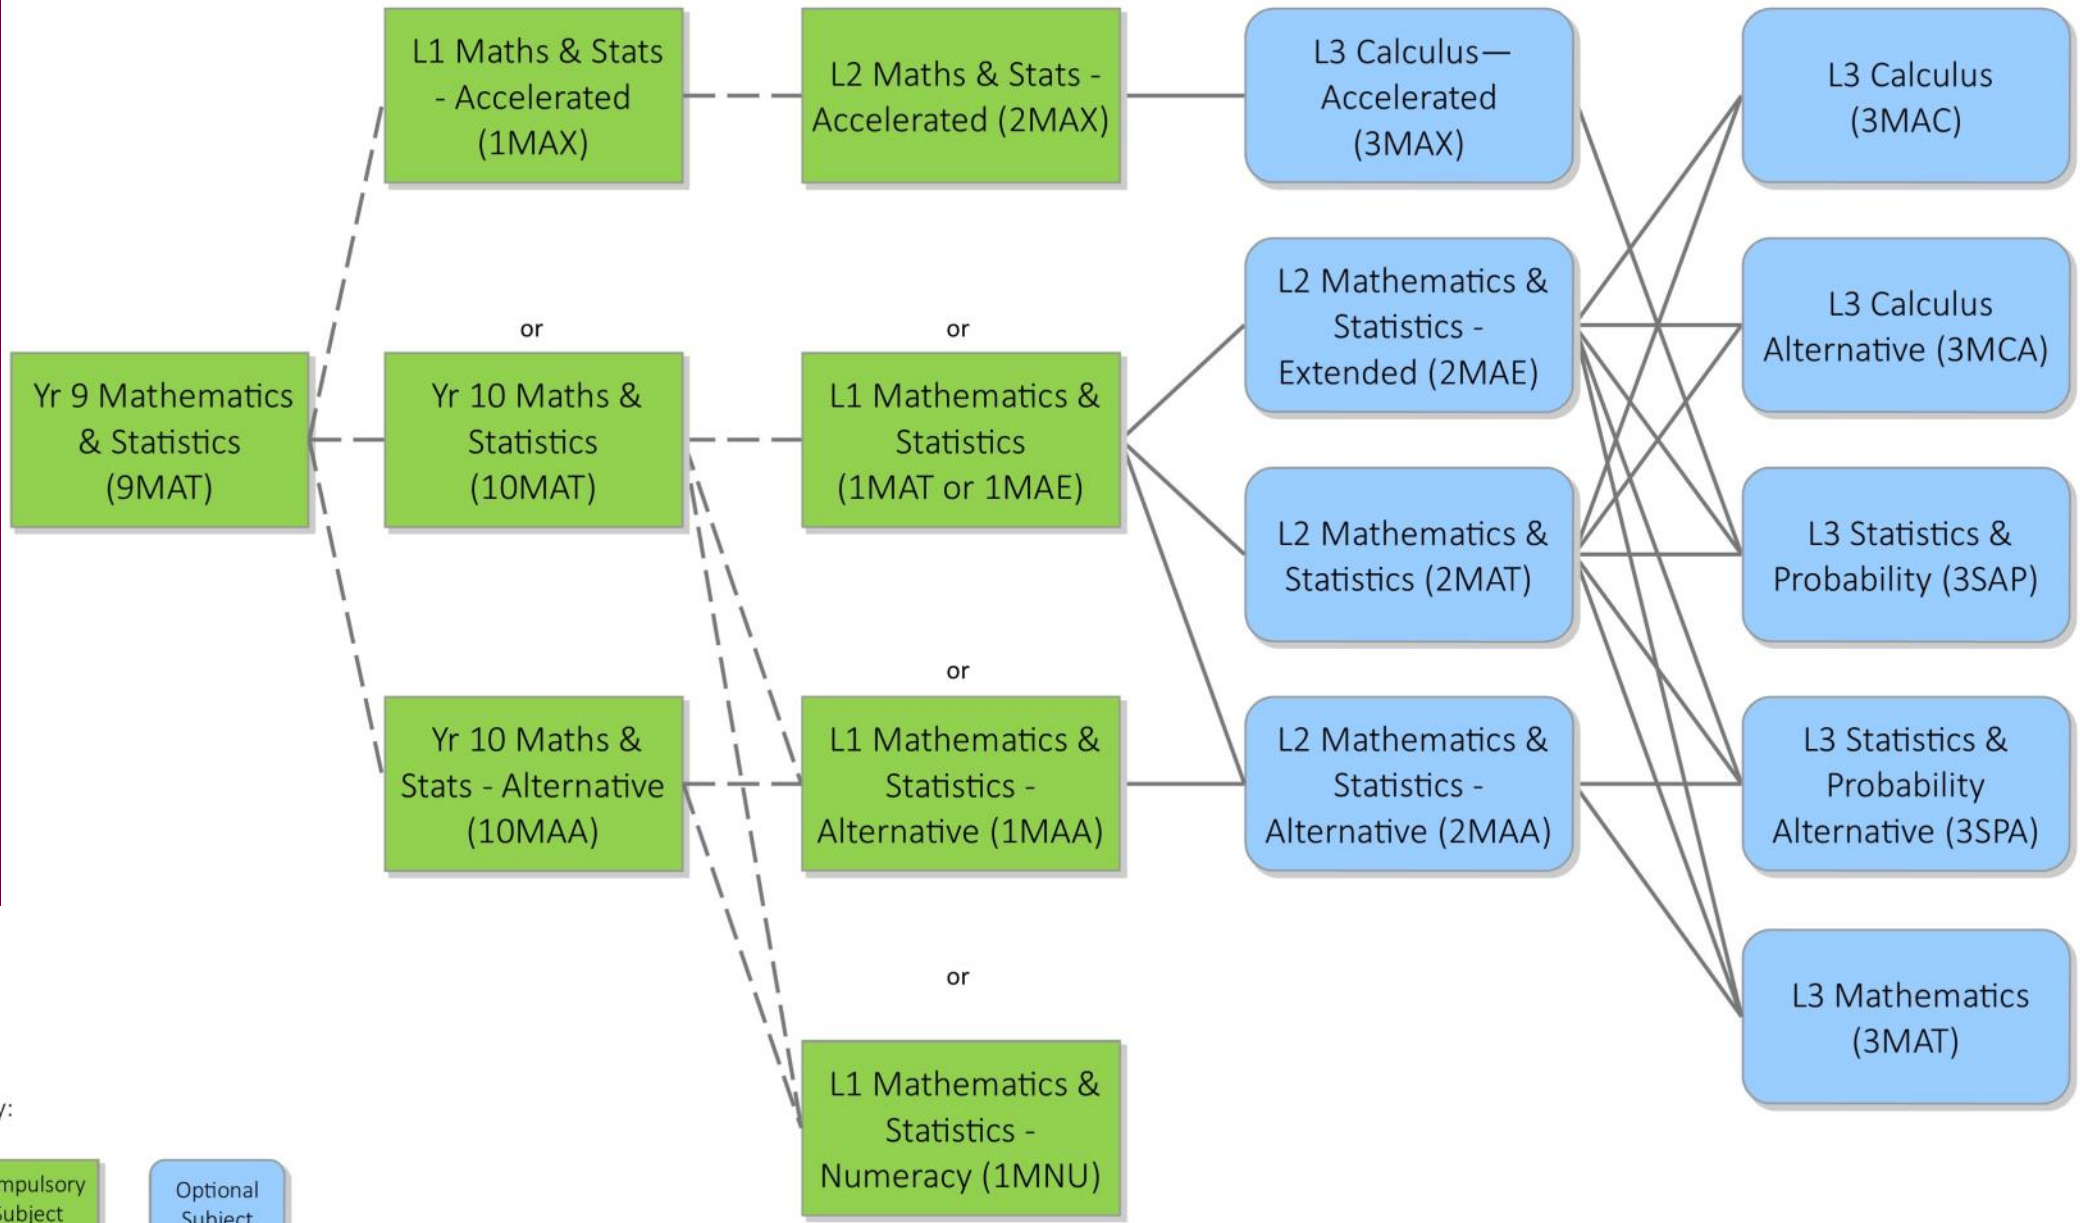 L1 Maths & Stats
- Accelerated
(1MAX)
L2 Maths & Stats -
Accelerated (2MAX)
L3 Calculus—
Accelerated
(3MAX)
L3 Calculus
(3MAC)
or
or
L2 Mathematics &
Statistics -
Extended (2MAE)
L3 Calculus
Alternative (3MCA)
Yr 9 Mathematics
& Statistics
(9MAT)
Yr 10 Maths &
Statistics
(10MAT)
L1 Mathematics &
Statistics
(1MAT or 1MAE)
L2 Mathematics &
Statistics (2MAT)
L3 Statistics &
Probability (3SAP)
or
Yr 10 Maths &
Stats - Alternative
(10MAA)
L1 Mathematics &
Statistics -
Alternative (1MAA)
L2 Mathematics &
Statistics -
Alternative (2MAA)
L3 Statistics &
Probability
Alternative (3SPA)
or
L3 Mathematics
(3MAT)
L1 Mathematics &
Statistics -
Numeracy (1MNU)
y:
mpulsory
Subject
Optional
Subject